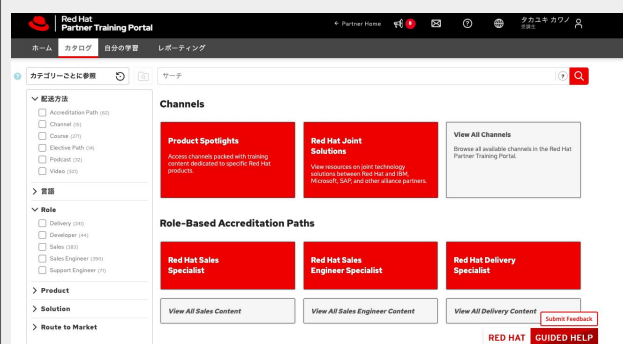 Red Hat
Partner Training Portal
← Partner Home
タカユキ カワノ
受講生
ホーム カタログ 自分の学習 レポーティング
カテゴリーごとに参照
サーチ
配送方法
Accreditation Path (62)
Channel (15)
Course (271)
Elective Path (14)
Podcast (32)
Video (321)
言語
Role
Delivery (241)
Developer (44)
Sales (383)
Sales Engineer (390)
Support Engineer (71)
Product
Solution
Route to Market
Channels
Product Spotlights
Access channels packed with training
content dedicated to specific Red Hat
products.
Red Hat Joint
Solutions
View resources on joint technology
solutions between Red Hat and IBM,
Microsoft, SAP, and other alliance partners.
View All Channels
Browse all available channels in the Red Hat
Partner Training Portal.
Role-Based Accreditation Paths
Red Hat Sales
Specialist
Red Hat Sales
Engineer Specialist
Red Hat Delivery
Specialist
View All Sales Content
View All Sales Engineer Content
View All Delivery Content
Submit Feedback
RED HAT GUIDED HELP